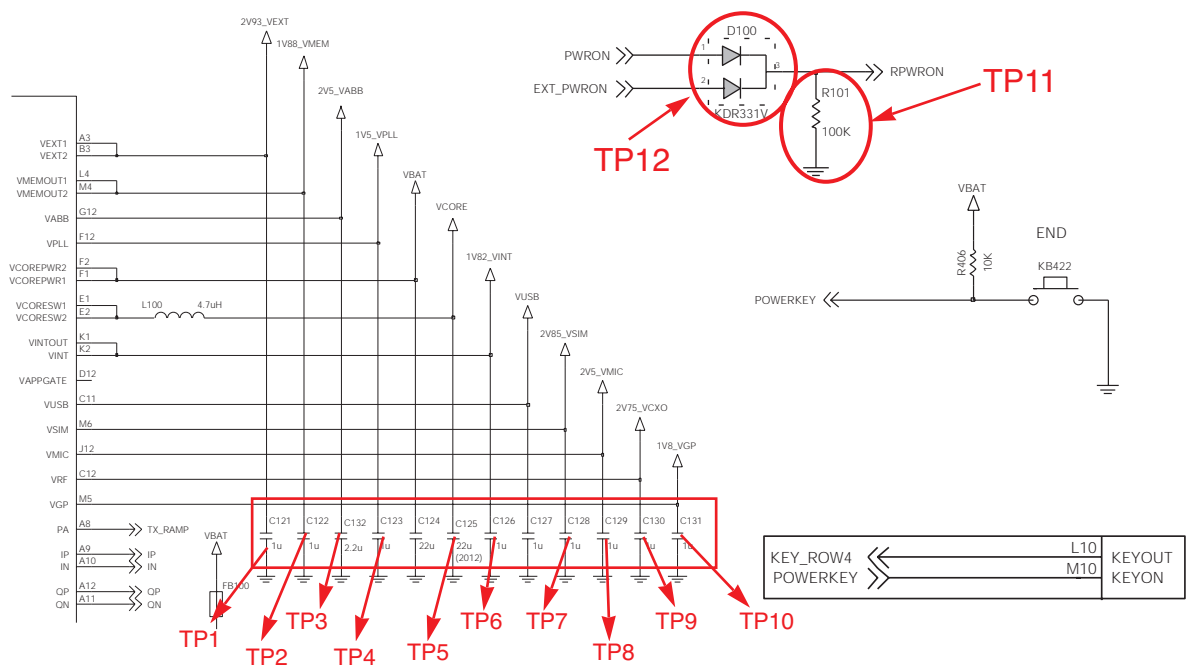 2V93_VEXT
1V88_VMEM
2V5_VABB
1V5_VPLL
VBAT
VCORE
1V82_VINT
VUSB
2V85_VSIM
2V5_VMIC
2V75_VCXO
1V8_VGP
VEXT1 A3
VEXT2 B3
VMEMOUT1 L4
VMEMOUT2 M4
VABB G12
VPLL F12
VCOREPWR2 F2
VCOREPWR1 F1
VCORESW1 E1
VCORESW2 E2
L100 4.7uH
VINTOUT K1
VINT K2
VAPPGATE D12
VUSB C11
VSIM M6
VMIC J12
VRF C12
VGP M5
PA A8 TX_RAMP
IP A9 IP
IN A10 IN
QP A12 QP
QN A11 QN
VBAT
FB100
C121 C122 C132 C123 C124 C125 C126 C127 C128 C129 C130 C131
1u 1u 2.2u 1u 22u 22u 1u 1u 1u 1u 1u 1u
(2012)
TP1
TP2
TP3
TP4
TP5
TP6
TP7
TP8
TP9
TP10
D100
PWRON 1
EXT_PWRON 2
3
RPWRON
KDR331V
R101
100K
TP11
TP12
VBAT
R406
10K
END
KB422
POWERKEY
KEY_ROW4 L10 KEYOUT
POWERKEY M10 KEYON